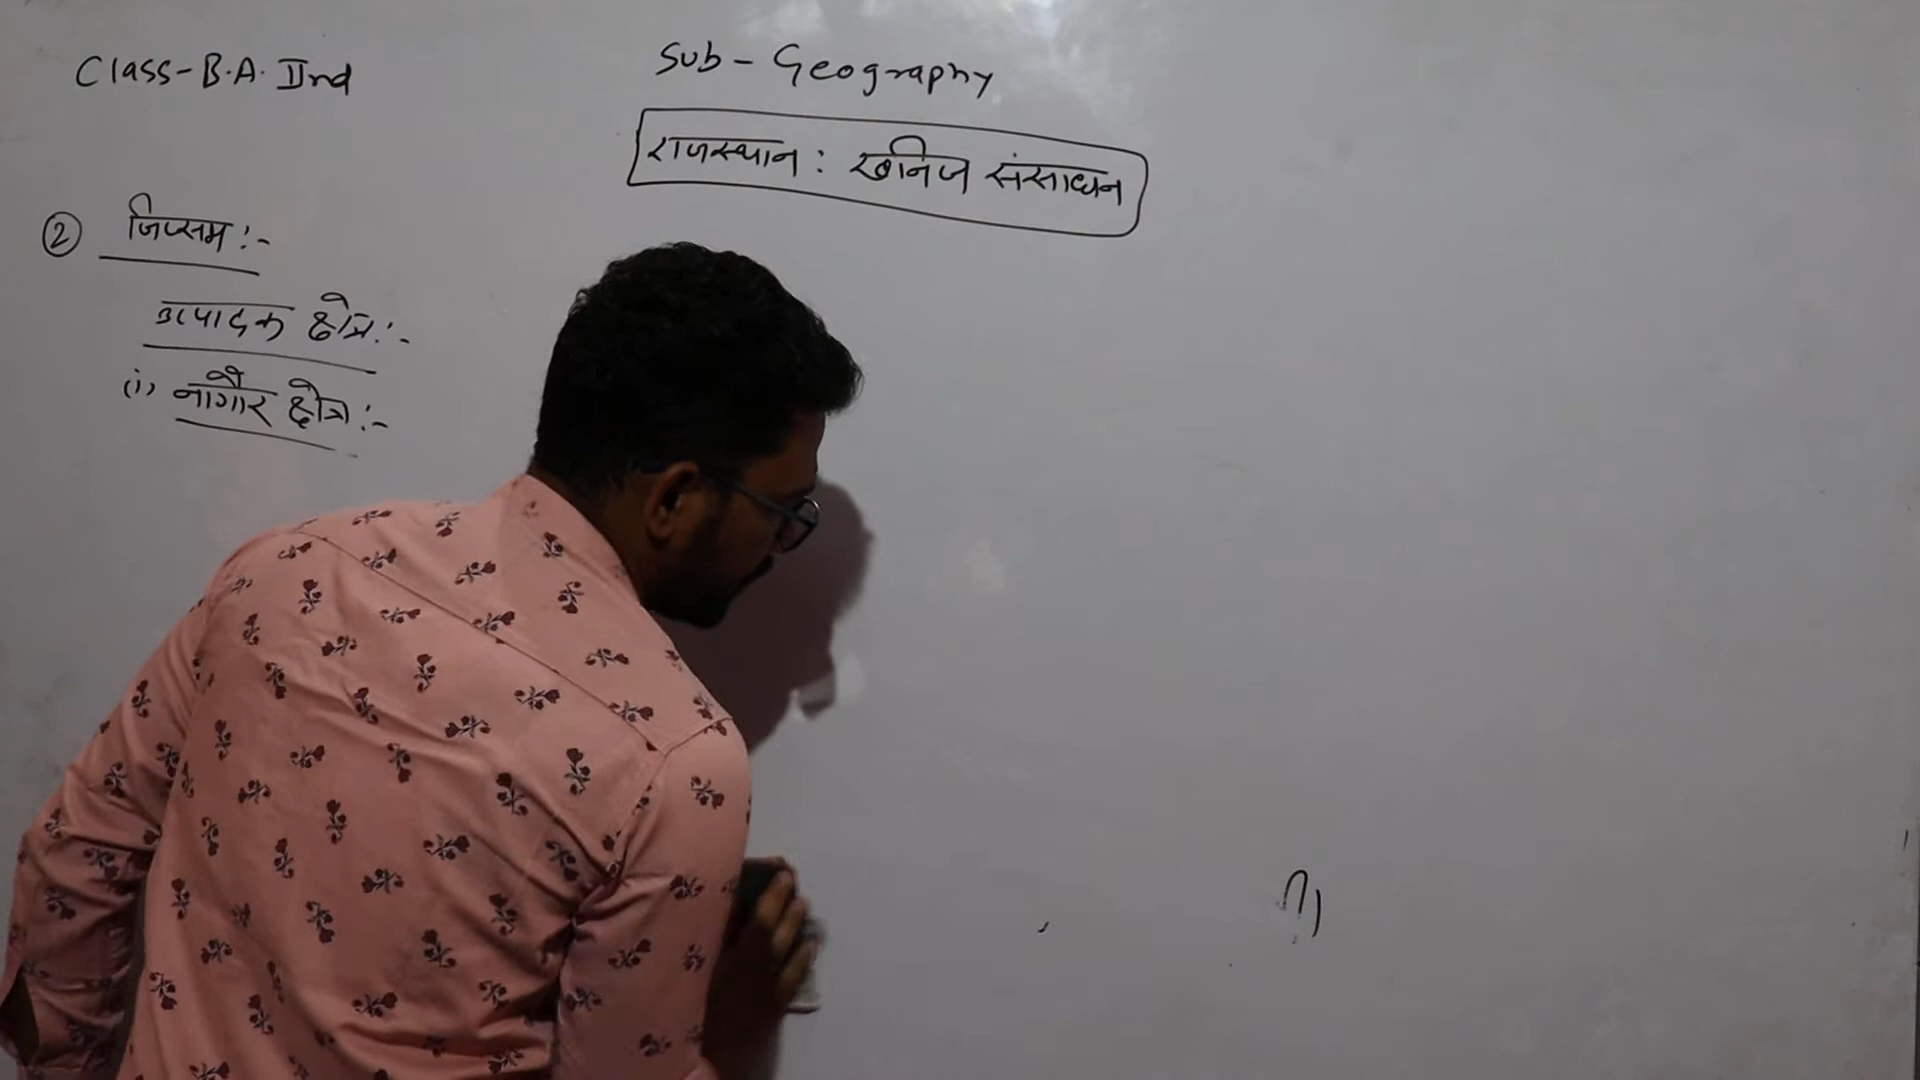 Class-B.A. IInd
Sub - Geography
राजस्थान : खनिज संसाधन
② जिप्सम :-
उत्पादक क्षेत्र :-
(i) नागौर क्षेत्र :-